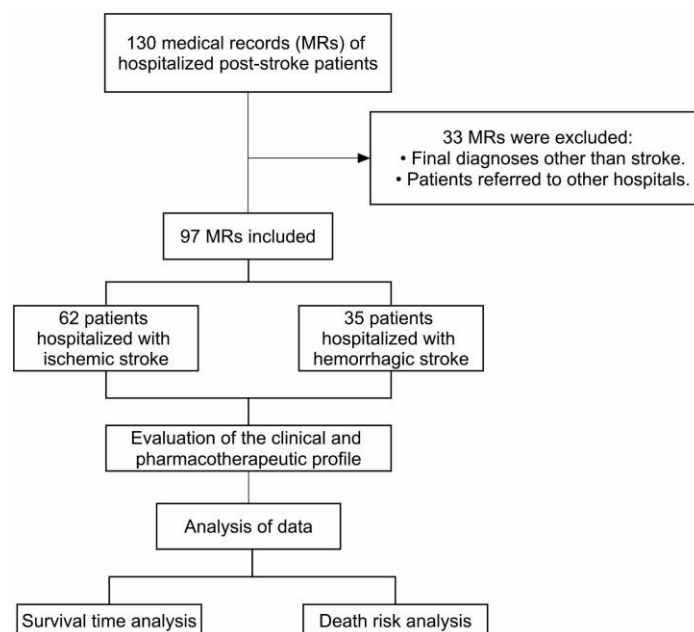 130 medical records (MRs) of
hospitalized post-stroke patients
33 MRs were excluded:
• Final diagnoses other than stroke.
• Patients referred to other hospitals.
97 MRs included
62 patients
hospitalized with
ischemic stroke
35 patients
hospitalized with
hemorrhagic stroke
Evaluation of the clinical and
pharmacotherapeutic profile
Analysis of data
Survival time analysis
Death risk analysis